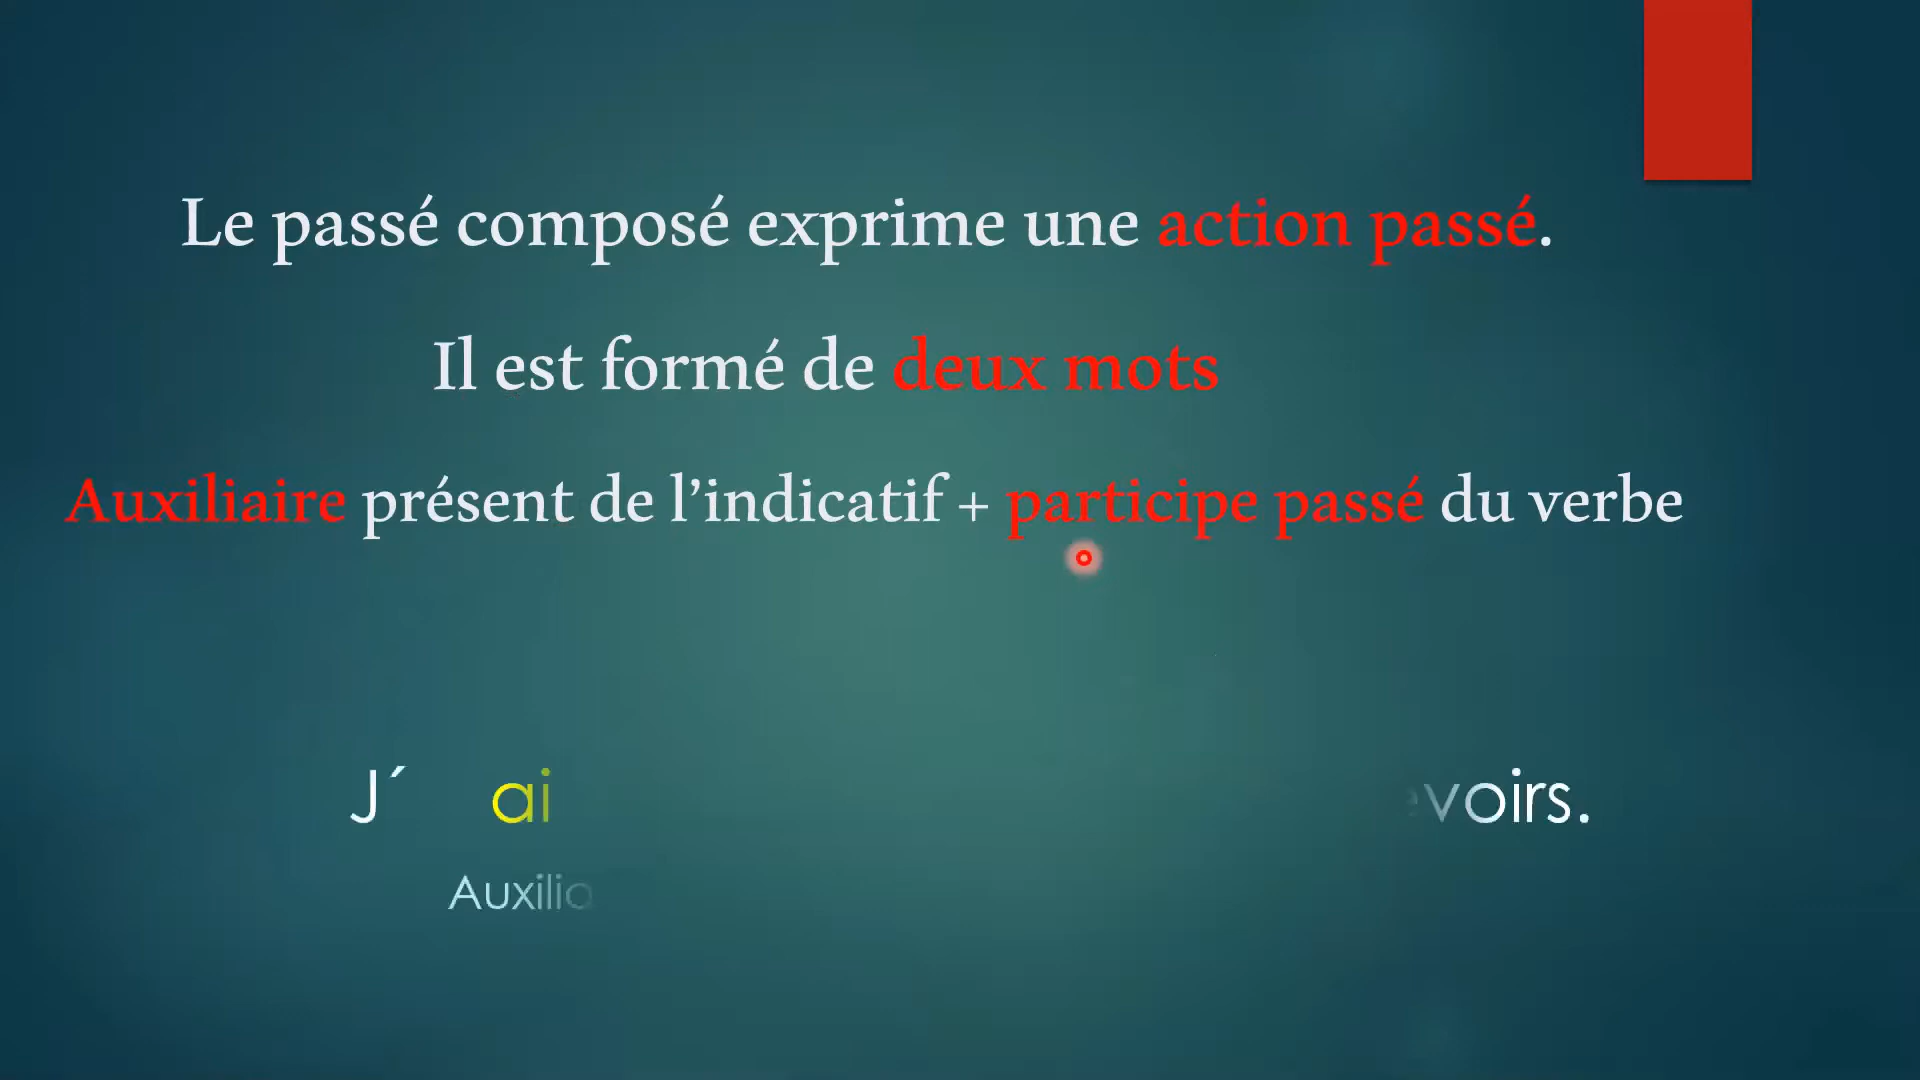 Le passé composé exprime une action passé.
Il est formé de deux mots
Auxiliaire présent de l’indicatif + participe passé du verbe
J´ ai voirs.
Auxilia